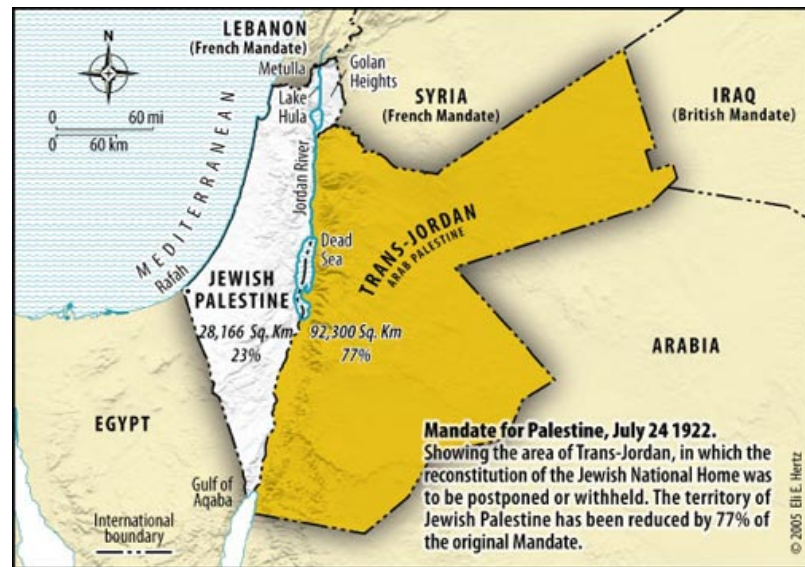 N
0 60 mi
0 60 km
LEBANON
(French Mandate)
Metulla
Golan
Heights
Lake
Hula
SYRIA
(French Mandate)
IRAQ
(British Mandate)
MEDITERRANEAN
Jordan River
Rafah
Dead
Sea
TRANS-JORDAN
ARAB PALESTINE
JEWISH
PALESTINE
28,166 Sq. Km
23%
92,300 Sq. Km
77%
ARABIA
EGYPT
Gulf of
Aqaba
International
boundary
Mandate for Palestine, July 24 1922.
Showing the area of Trans-Jordan, in which the
reconstitution of the Jewish National Home was
to be postponed or withheld. The territory of
Jewish Palestine has been reduced by 77% of
the original Mandate.
© 2005 Eli E. Hertz